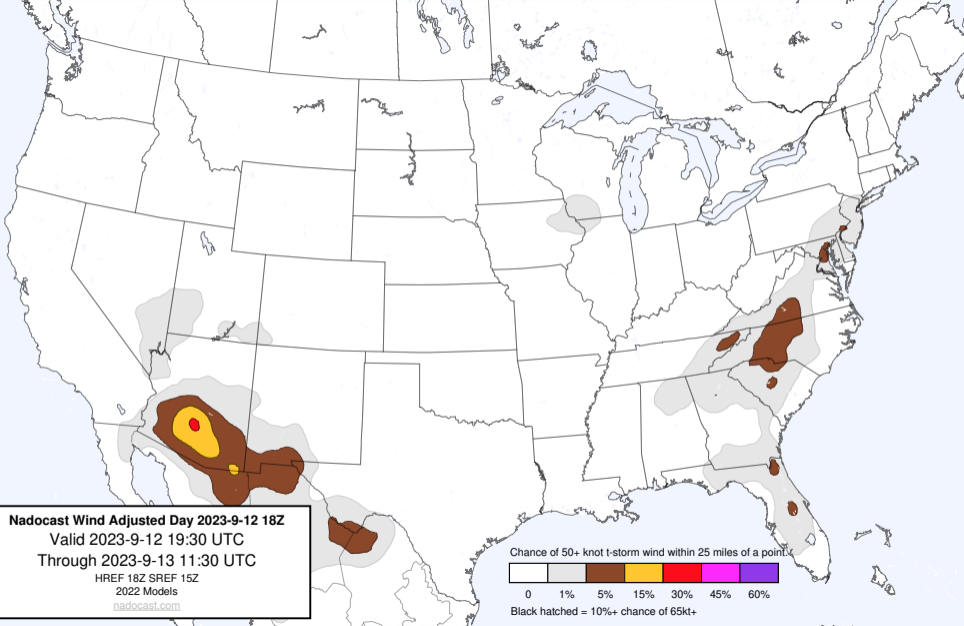 Nadocast Wind Adjusted Day 2023-9-12 18Z
Valid 2023-9-12 19:30 UTC
Through 2023-9-13 11:30 UTC
HREF 18Z SREF 15Z
2022 Models
nadocast.com
Chance of 50+ knot t-storm wind within 25 miles of a point.
0 1% 5% 15% 30% 45% 60%
Black hatched = 10%+ chance of 65kt+